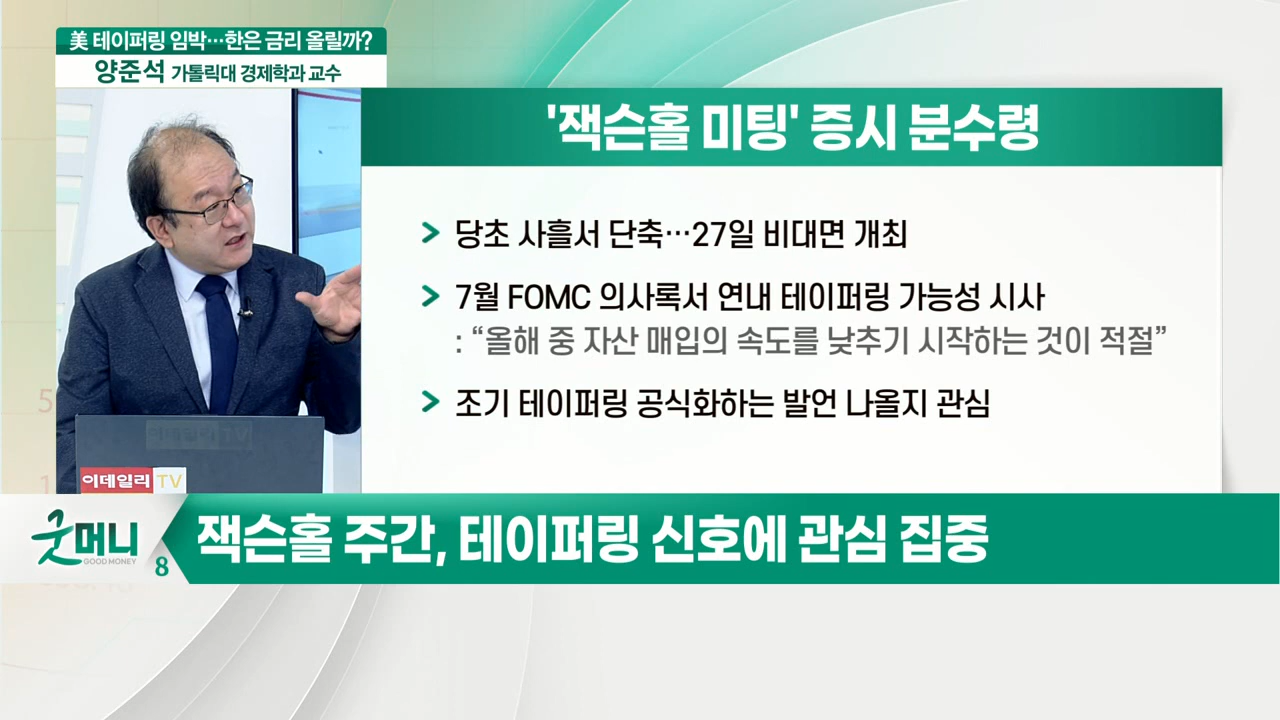 美 테이퍼링 임박…한은 금리 올릴까?
양준석 가톨릭대 경제학과 교수
'잭슨홀 미팅' 증시 분수령
당초 사흘서 단축…27일 비대면 개최
7월 FOMC 의사록서 연내 테이퍼링 가능성 시사
: “올해 중 자산 매입의 속도를 낮추기 시작하는 것이 적절”
조기 테이퍼링 공식화하는 발언 나올지 관심
이데일리TV
이데일리 TV
굿머니
GOOD MONEY
8
잭슨홀 주간, 테이퍼링 신호에 관심 집중